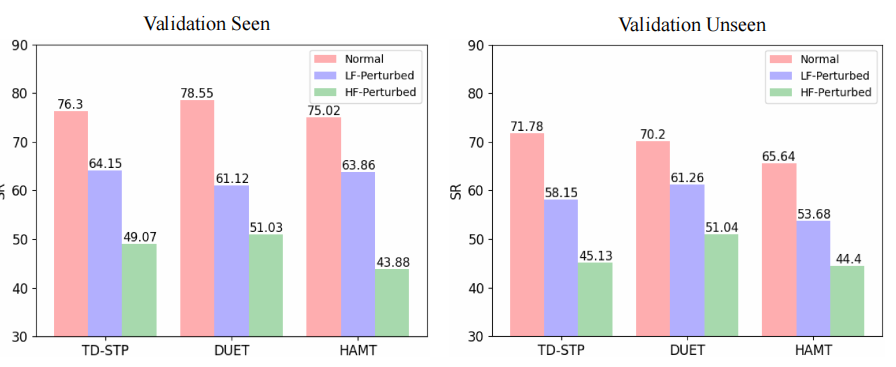 Validation Seen
90
80
70
60
50
40
30
SR
Normal
LF-Perturbed
HF-Perturbed
76.3
64.15
49.07
78.55
61.12
51.03
75.02
63.86
43.88
TD-STP
DUET
HAMT
Validation Unseen
90
80
70
60
50
40
30
SR
Normal
LF-Perturbed
HF-Perturbed
71.78
58.15
45.13
70.2
61.26
51.04
65.64
53.68
44.4
TD-STP
DUET
HAMT